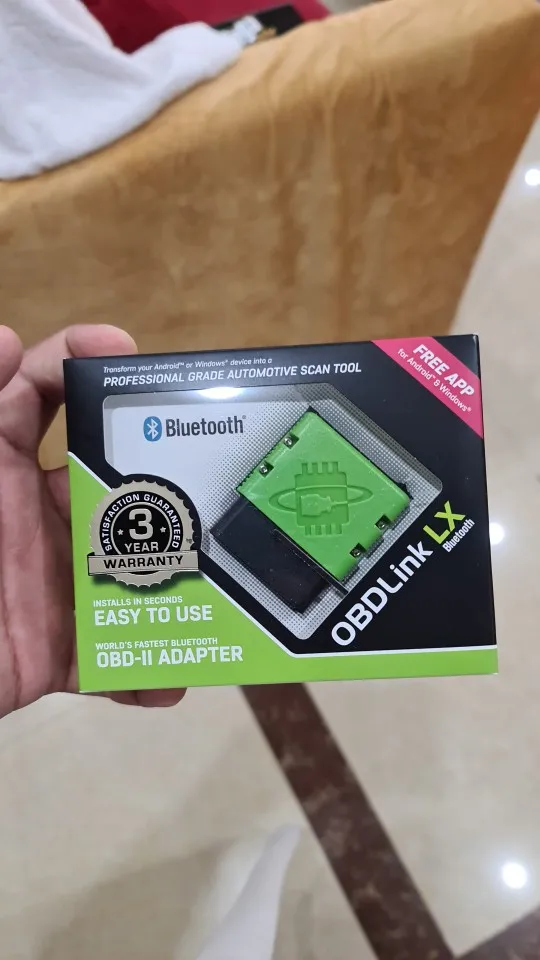 Transform your Android™ or Windows® device into a
PROFESSIONAL GRADE AUTOMOTIVE SCAN TOOL
FREE APP
for Android™ & Windows®
Bluetooth®
SATISFACTION GUARANTEED
3
YEAR
WARRANTY
OBDLink LX
Bluetooth
INSTALLS IN SECONDS
EASY TO USE
WORLD'S FASTEST BLUETOOTH
OBD-II ADAPTER